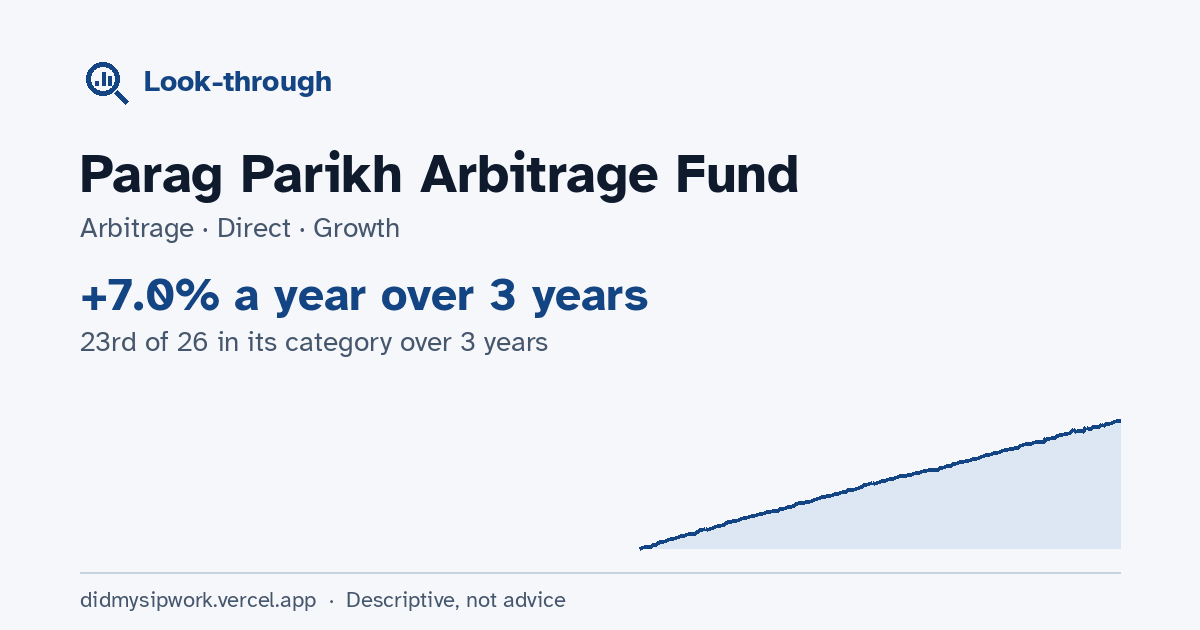 Look-through
Parag Parikh Arbitrage Fund
Arbitrage · Direct · Growth
+7.0% a year over 3 years
23rd of 26 in its category over 3 years
didmysipwork.vercel.app · Descriptive, not advice